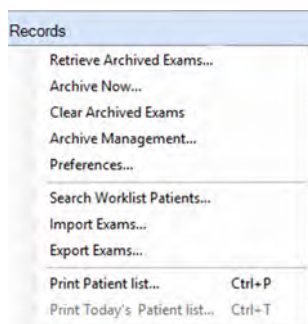 Records
Retrieve Archived Exams...
Archive Now...
Clear Archived Exams
Archive Management...
Preferences...
Search Worklist Patients...
Import Exams...
Export Exams...
Print Patient list... Ctrl+P
Print Today's Patient list... Ctrl+T